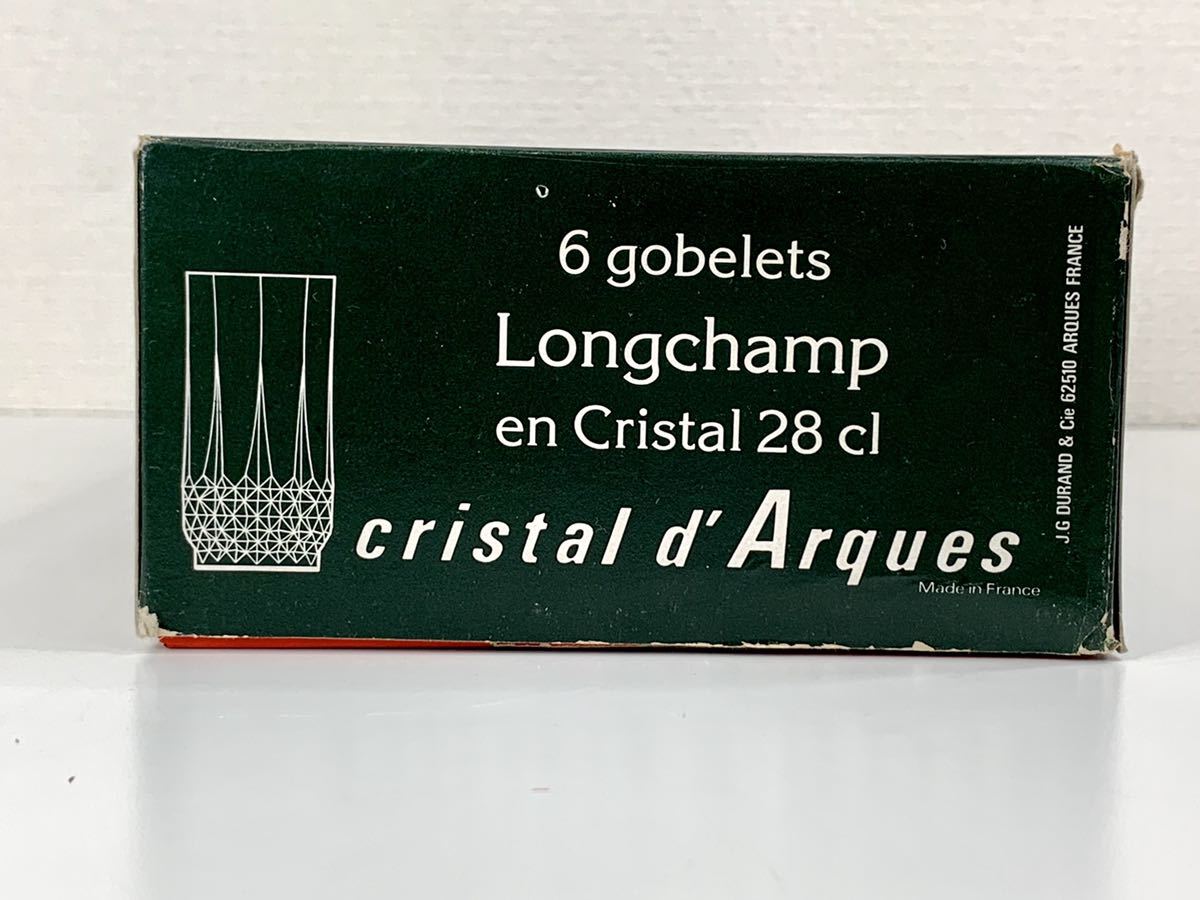 6 gobelets
Longchamp
en Cristal 28 cl
cristal d'Arques
Made in France
J.G DURAND & Cie 62510 ARQUES FRANCE